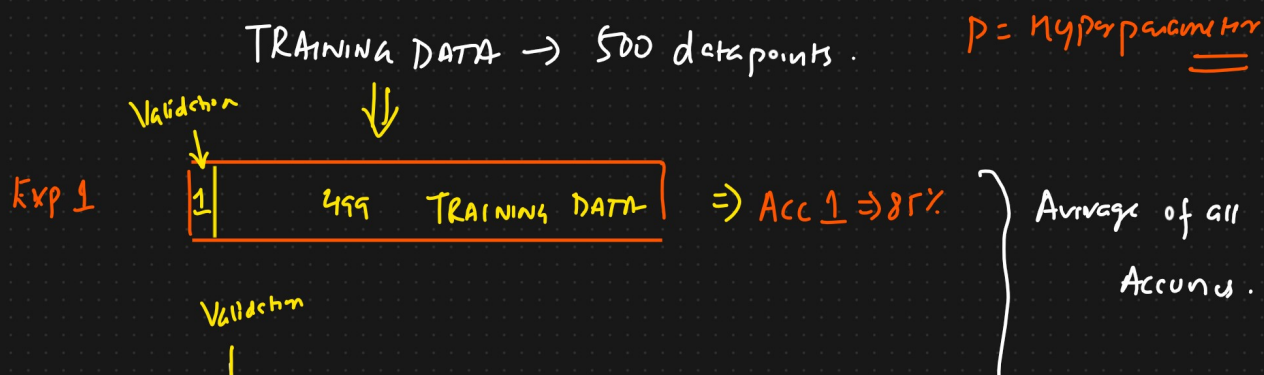 TRAINING DATA → 500 datapoints.
P = Hyperparameter
Validation
Exp 1
1 499 TRAINING DATA ⇒ Acc 1 ⇒ 85%
Average of all
Validation